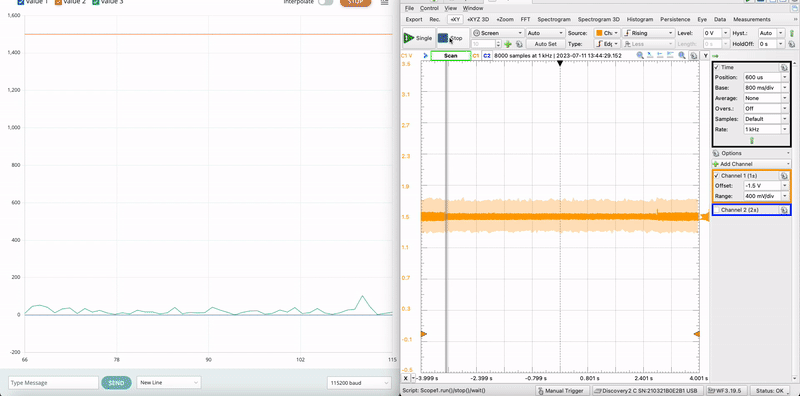 Value 1 Value 2 Value 3 Interpolate STOP
1,600
1,400
1,200
1,000
800
600
400
200
0
-200
66 78 90 102 115
Type Message SEND New Line 115200 baud
File Control View Window
Export Rec. +XY +XY 3D +Zoom FFT Spectrogram Spectrogram 3D Histogram Persistence Eye Data Measurements
Single Stop Screen Auto Source: Rising Level: 0 V Hyst.: Auto
Auto Set Type: Less Length: HoldOff: 0 s
C1 V Scan C1 C2 8000 samples at 1 kHz | 2023-07-11 13:44:29.152 Y
3.5
3.1
2.7
2.3
1.9
1.5
1.1
0.7
0.3
-0.1
-0.5
X -3.999 s -2.399 s -0.799 s 0.801 s 2.401 s 4.001 s
Time
Position: 600 us
Base: 800 ms/div
Average: None
Overs.: Off
Samples: Default
Rate: 1 kHz
Options
Add Channel
Channel 1 (1x)
Offset: -1.5 V
Range: 400 mV/div
Channel 2 (2x)
Script: Scope1.run()/stop()/wait() Manual Trigger Discovery2 C SN:210321B0E2B1 USB WF3.19.5 Status: OK